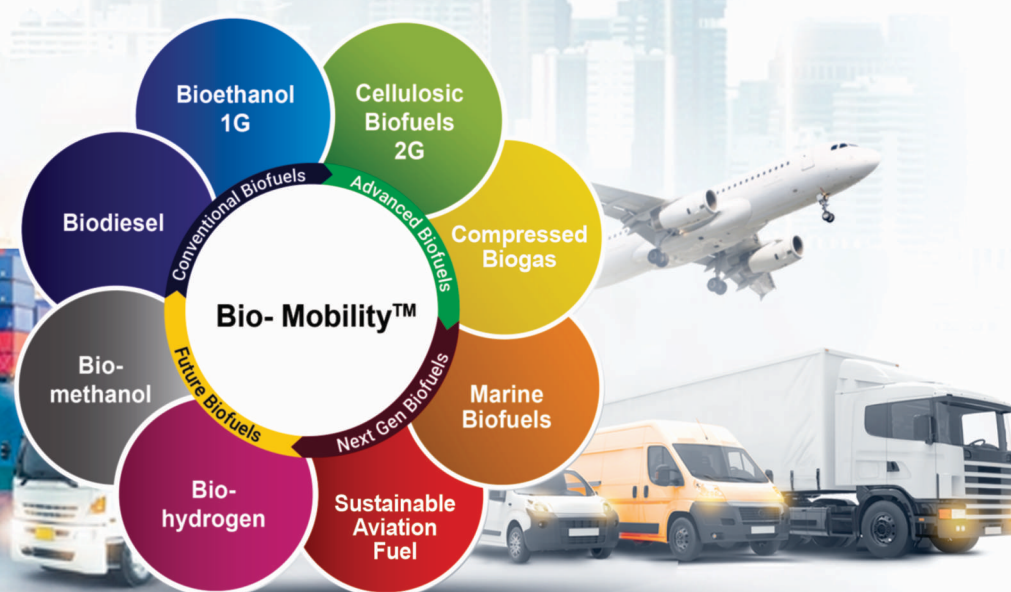 Bioethanol
1G
Cellulosic
Biofuels
2G
Biodiesel
Conventional Biofuels
Advanced Biofuels
Compressed
Biogas
Bio- Mobility™
Bio-
methanol
Future Biofuels
Next Gen Biofuels
Marine
Biofuels
Bio-
hydrogen
Sustainable
Aviation
Fuel